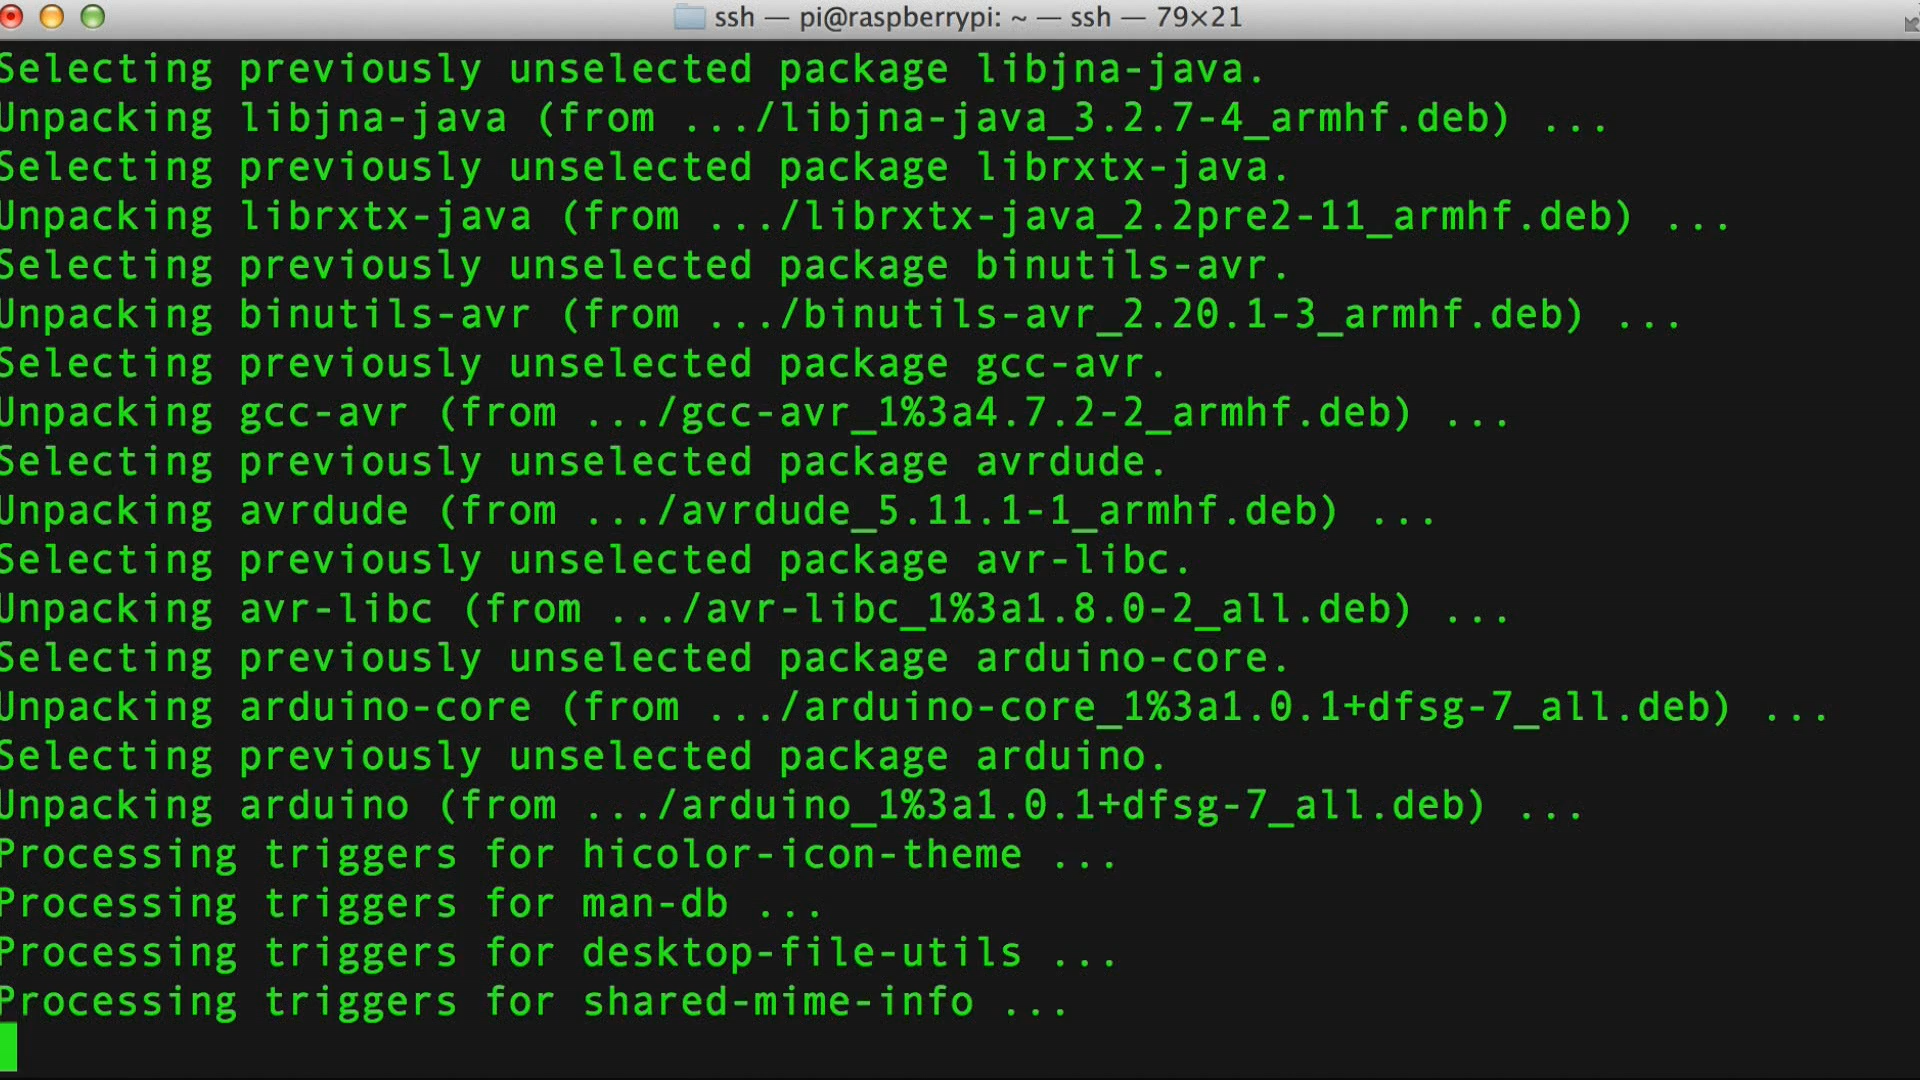 ssh — pi@raspberrypi: ~ — ssh — 79×21
Selecting previously unselected package libjna-java.
Unpacking libjna-java (from .../libjna-java_3.2.7-4_armhf.deb) ...
Selecting previously unselected package librxtx-java.
Unpacking librxtx-java (from .../librxtx-java_2.2pre2-11_armhf.deb) ...
Selecting previously unselected package binutils-avr.
Unpacking binutils-avr (from .../binutils-avr_2.20.1-3_armhf.deb) ...
Selecting previously unselected package gcc-avr.
Unpacking gcc-avr (from .../gcc-avr_1%3a4.7.2-2_armhf.deb) ...
Selecting previously unselected package avrdude.
Unpacking avrdude (from .../avrdude_5.11.1-1_armhf.deb) ...
Selecting previously unselected package avr-libc.
Unpacking avr-libc (from .../avr-libc_1%3a1.8.0-2_all.deb) ...
Selecting previously unselected package arduino-core.
Unpacking arduino-core (from .../arduino-core_1%3a1.0.1+dfsg-7_all.deb) ...
Selecting previously unselected package arduino.
Unpacking arduino (from .../arduino_1%3a1.0.1+dfsg-7_all.deb) ...
Processing triggers for hicolor-icon-theme ...
Processing triggers for man-db ...
Processing triggers for desktop-file-utils ...
Processing triggers for shared-mime-info ...